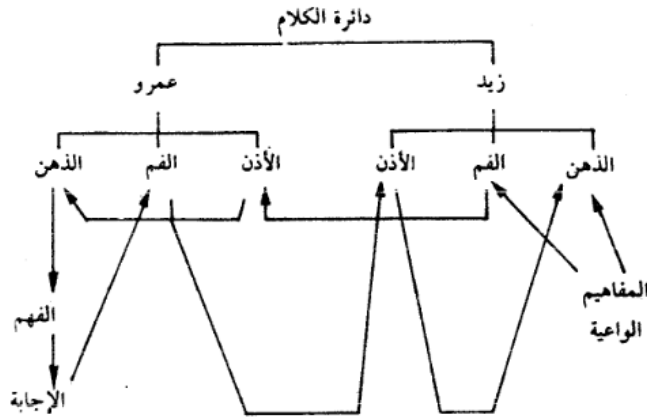 دائرة الكلام
زيد
عمرو
الذهن
الفم
الأذن
الأذن
الفم
الذهن
المفاهيم
الواعية
الفهم
الإجابة